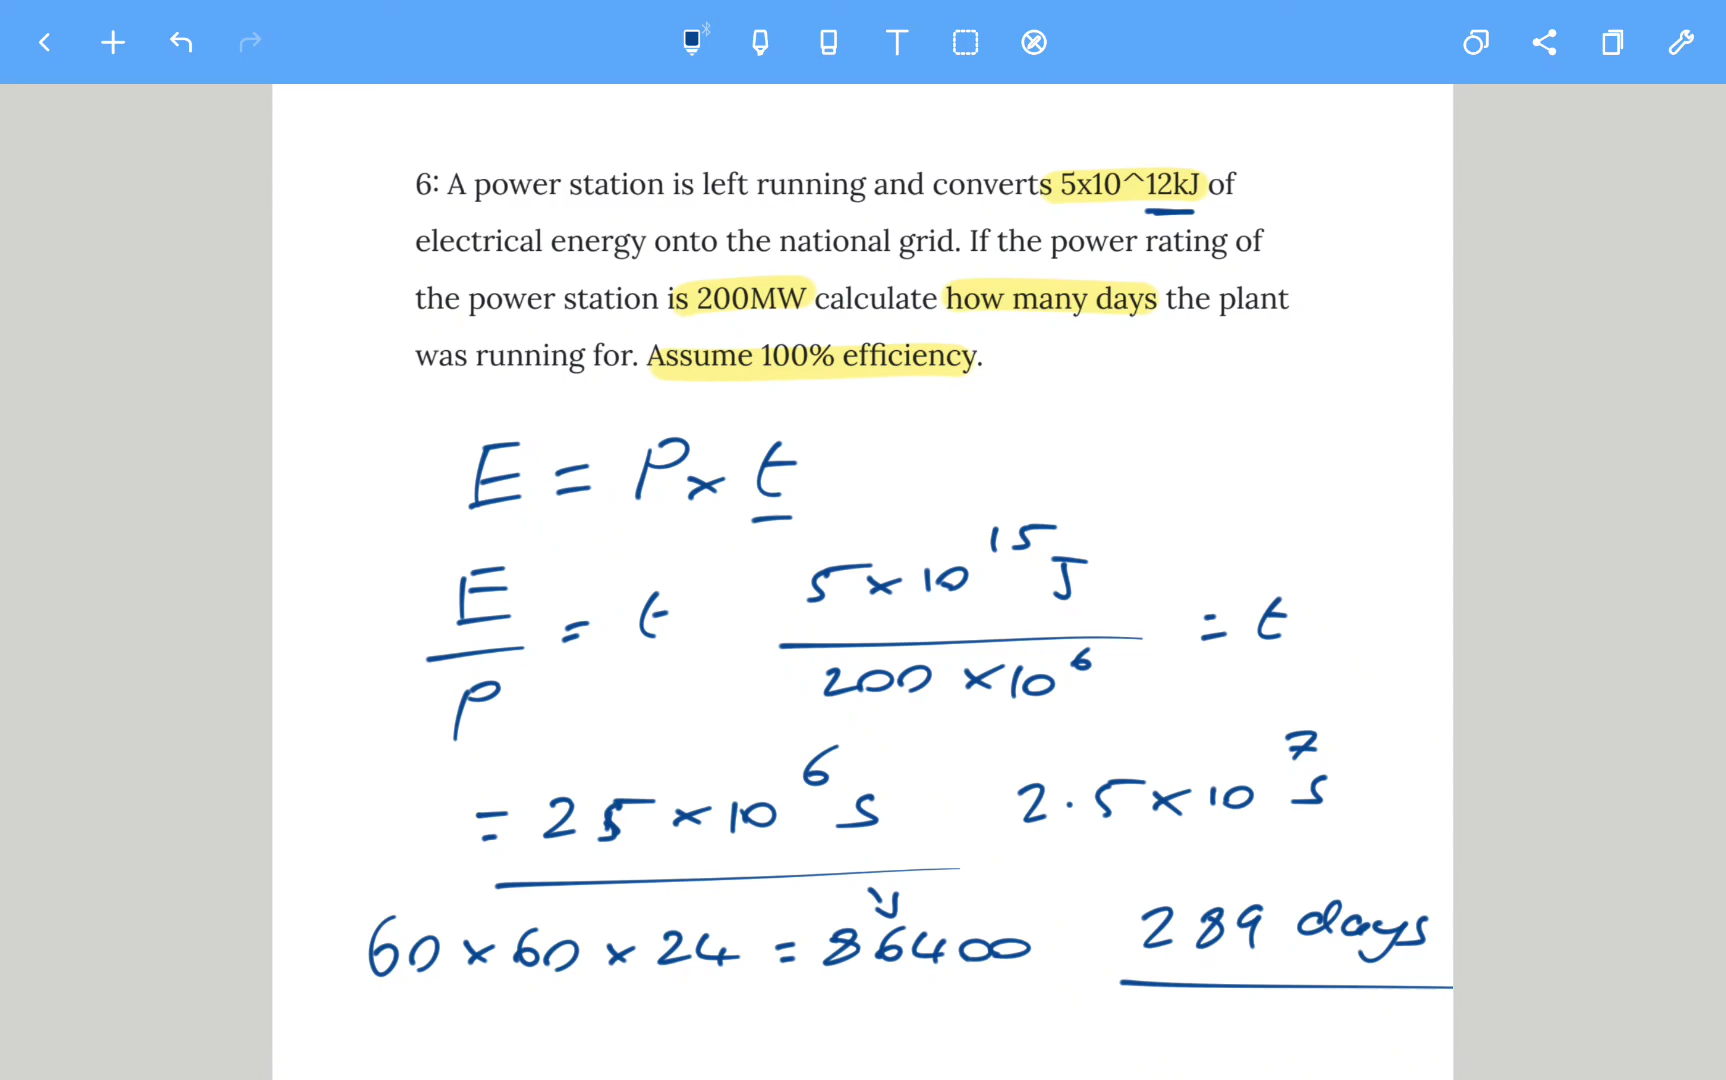 6: A power station is left running and converts 5x10^12kJ of
electrical energy onto the national grid. If the power rating of
the power station is 200MW calculate how many days the plant
was running for. Assume 100% efficiency.
E = P × t
E/P = t    5 × 10^15 J / 200 × 10^6 = t
= 25 × 10^6 s    2.5 × 10^7 s
60 × 60 × 24 = 86400    289 days